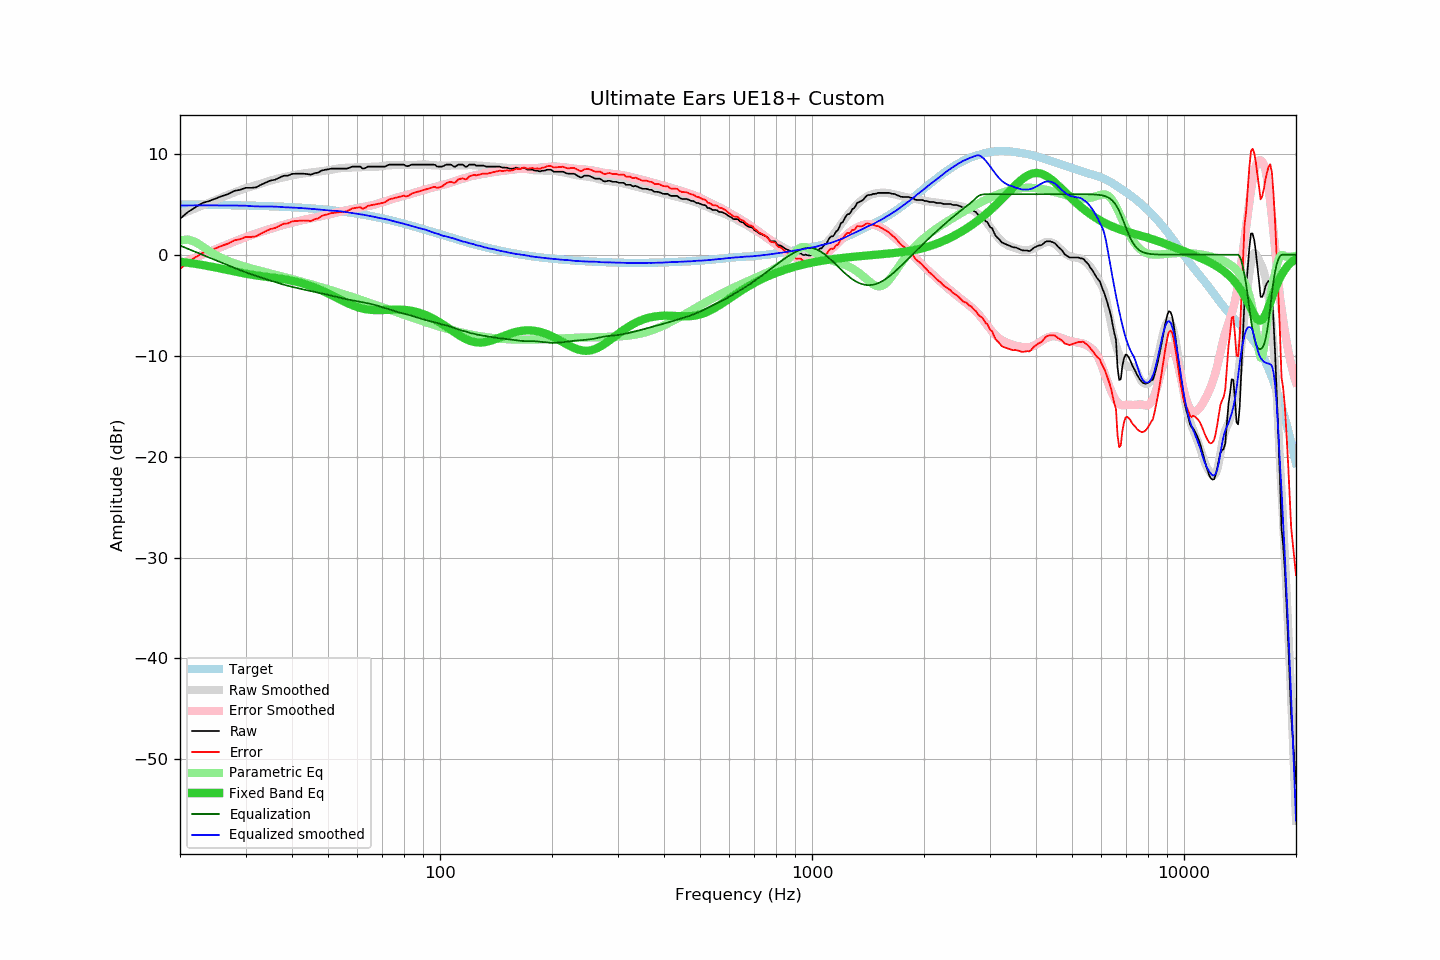 Ultimate Ears UE18+ Custom
10
0
−10
−20
−30
−40
−50
Amplitude (dBr)
Target
Raw Smoothed
Error Smoothed
Raw
Error
Parametric Eq
Fixed Band Eq
Equalization
Equalized smoothed
100
1000
10000
Frequency (Hz)